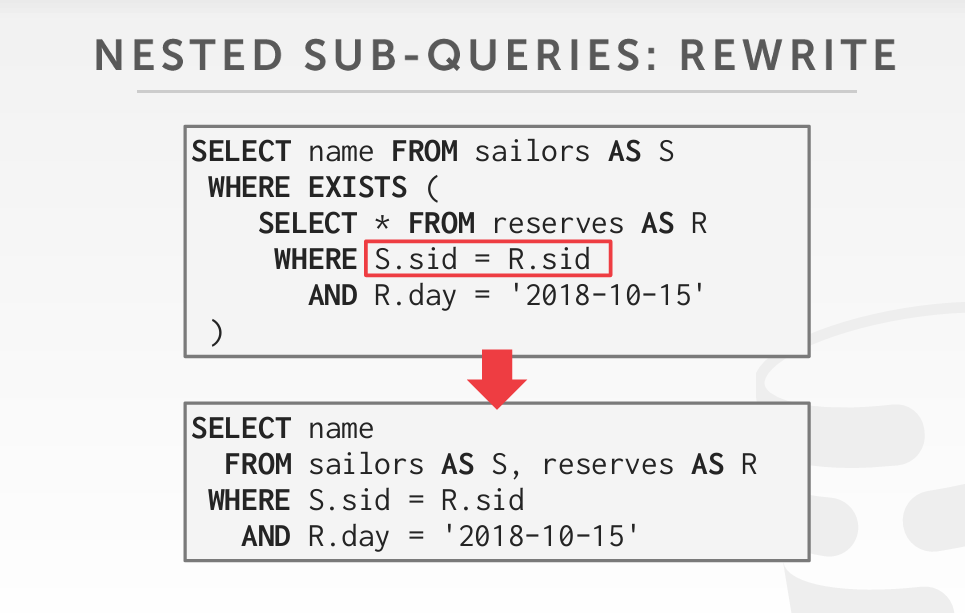 NESTED SUB-QUERIES: REWRITE
SELECT name FROM sailors AS S
WHERE EXISTS (
SELECT * FROM reserves AS R
WHERE S.sid = R.sid
AND R.day = '2018-10-15'
)
SELECT name
FROM sailors AS S, reserves AS R
WHERE S.sid = R.sid
AND R.day = '2018-10-15'